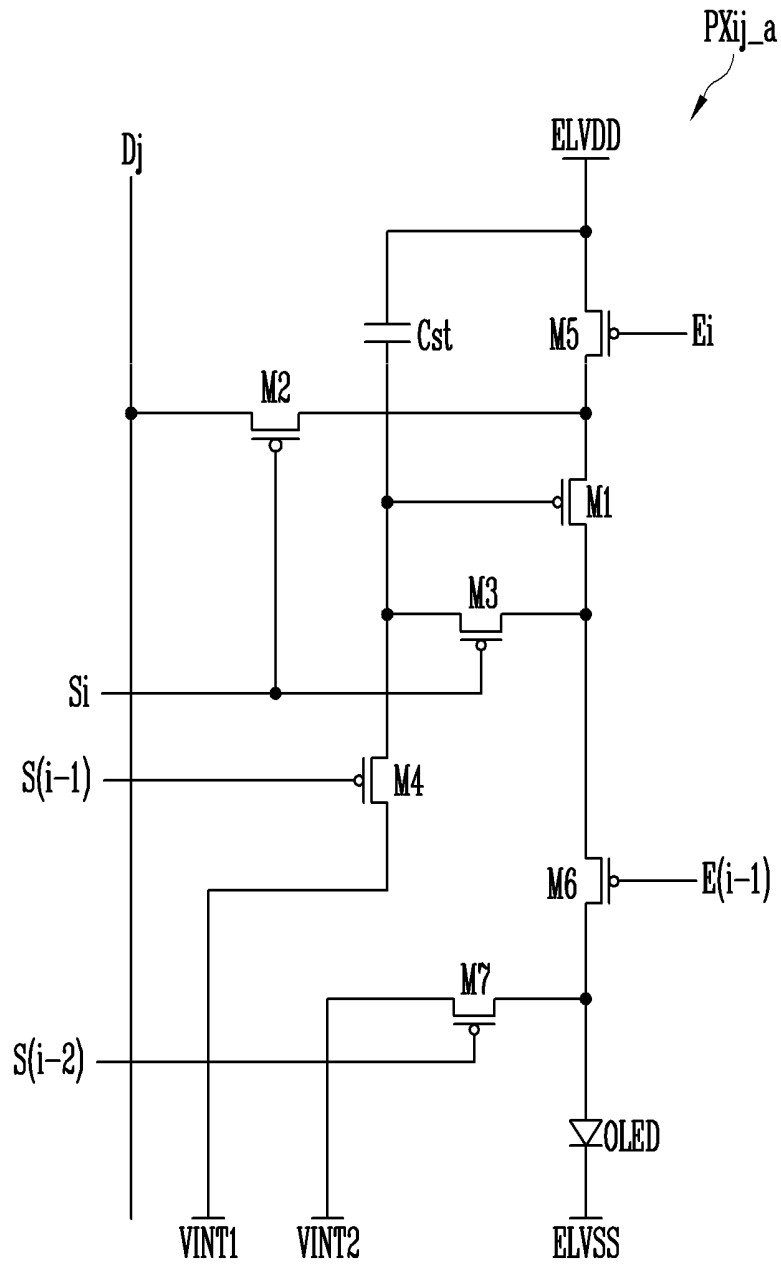 PXij_a
Dj
ELVDD
Cst
M5
Ei
M2
M1
M3
Si
S(i-1)
M4
M6
E(i-1)
M7
S(i-2)
OLED
VINT1
VINT2
ELVSS